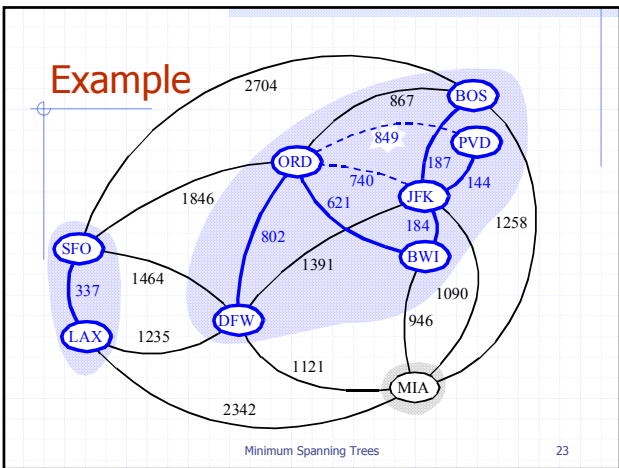 Example
2704
867
BOS
849
PVD
ORD
187
740
144
1846
621
JFK
184
1258
SFO
802
1391
BWI
1464
337
1090
DFW
946
LAX
1235
1121
MIA
2342
Minimum Spanning Trees 23